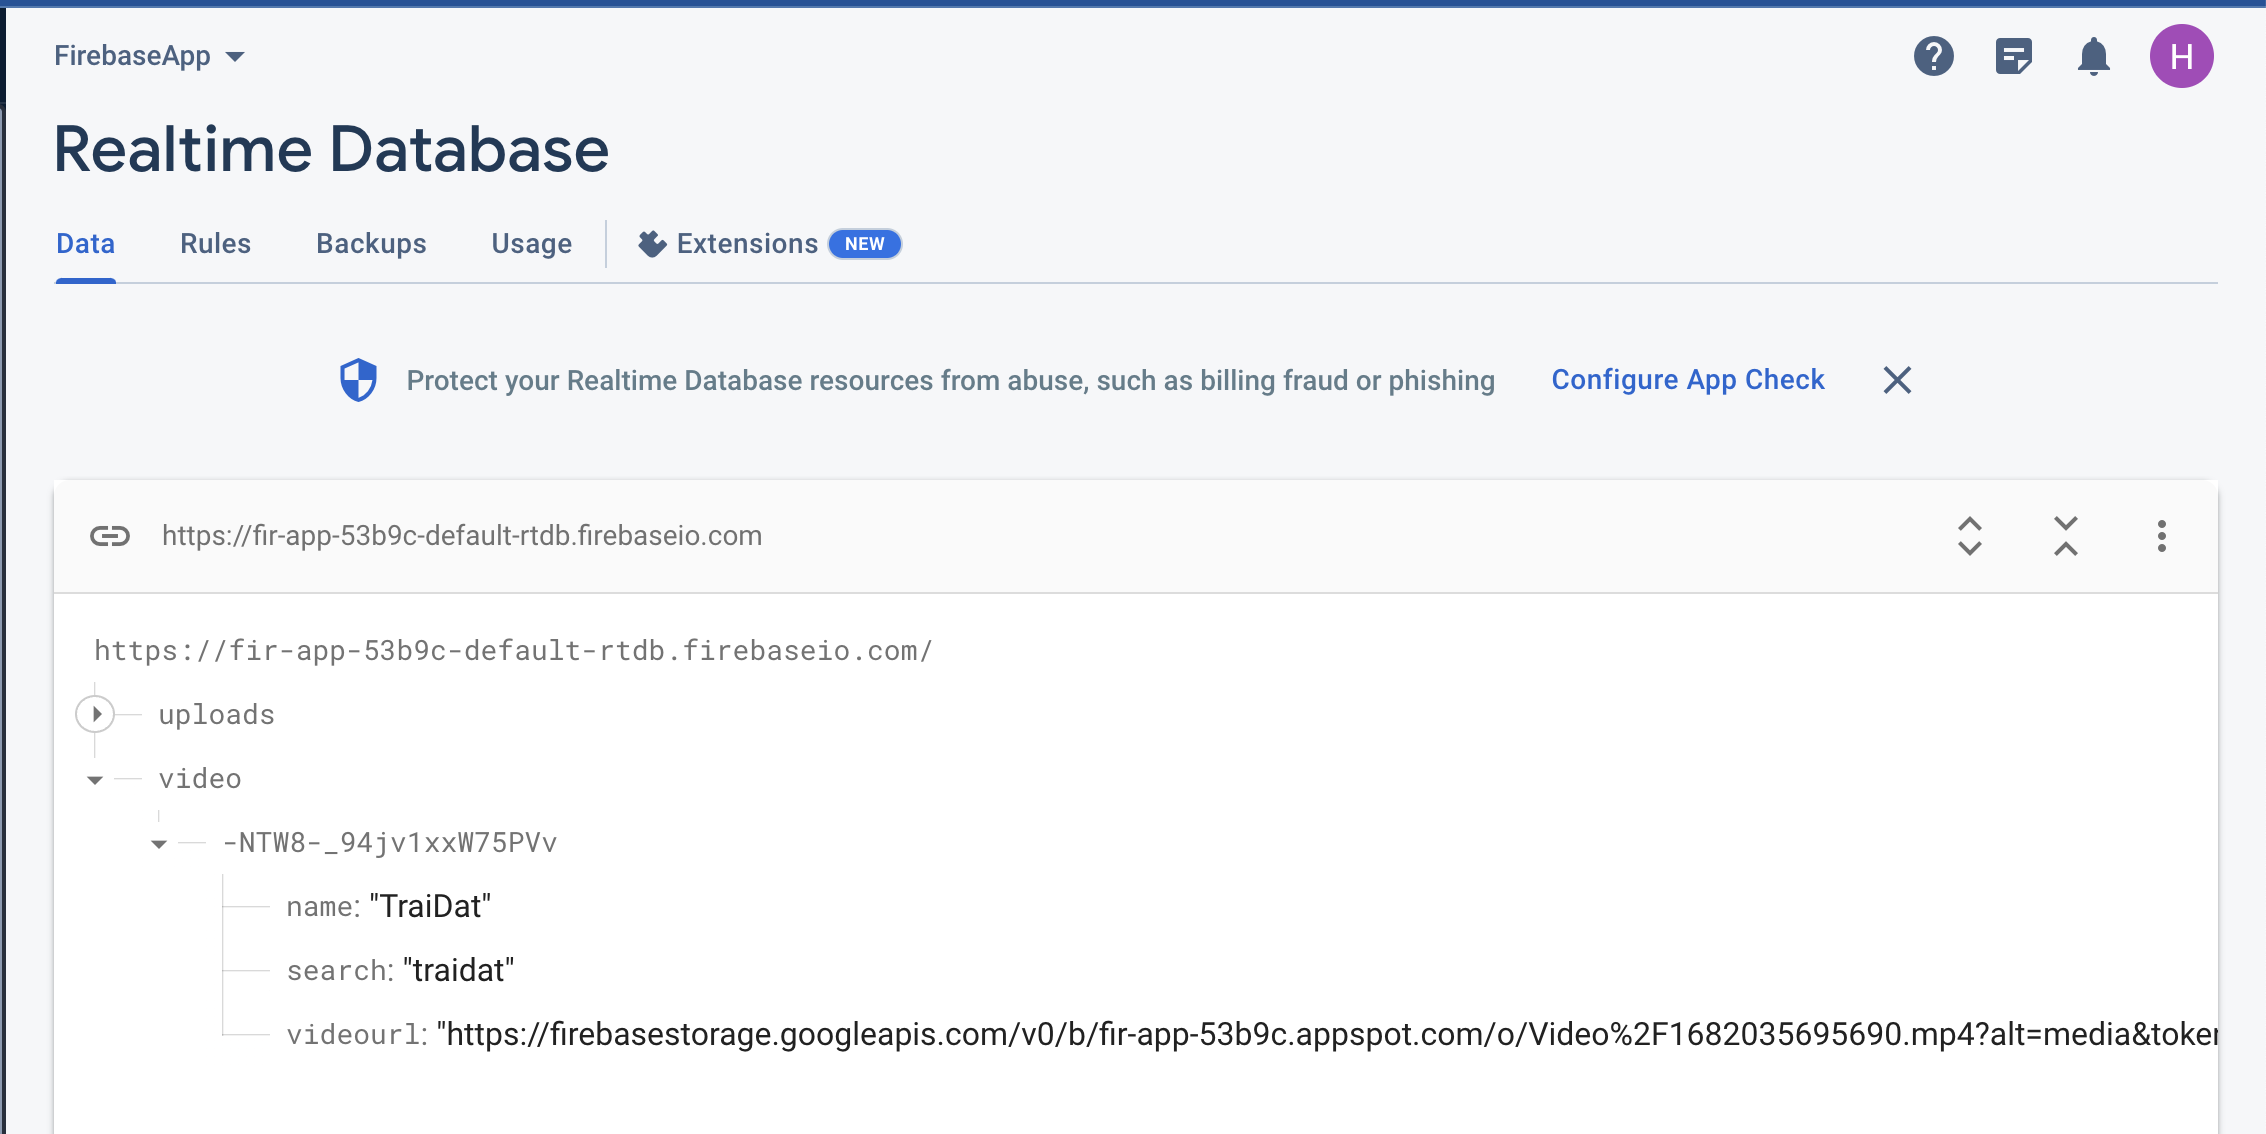 FirebaseApp
H
Realtime Database
Data Rules Backups Usage Extensions NEW
Protect your Realtime Database resources from abuse, such as billing fraud or phishing Configure App Check
https://fir-app-53b9c-default-rtdb.firebaseio.com
https://fir-app-53b9c-default-rtdb.firebaseio.com/
uploads
video
-NTW8-_94jv1xxW75PVv
name: "TraiDat"
search: "traidat"
videourl: "https://firebasestorage.googleapis.com/v0/b/fir-app-53b9c.appspot.com/o/Video%2F1682035695690.mp4?alt=media&token